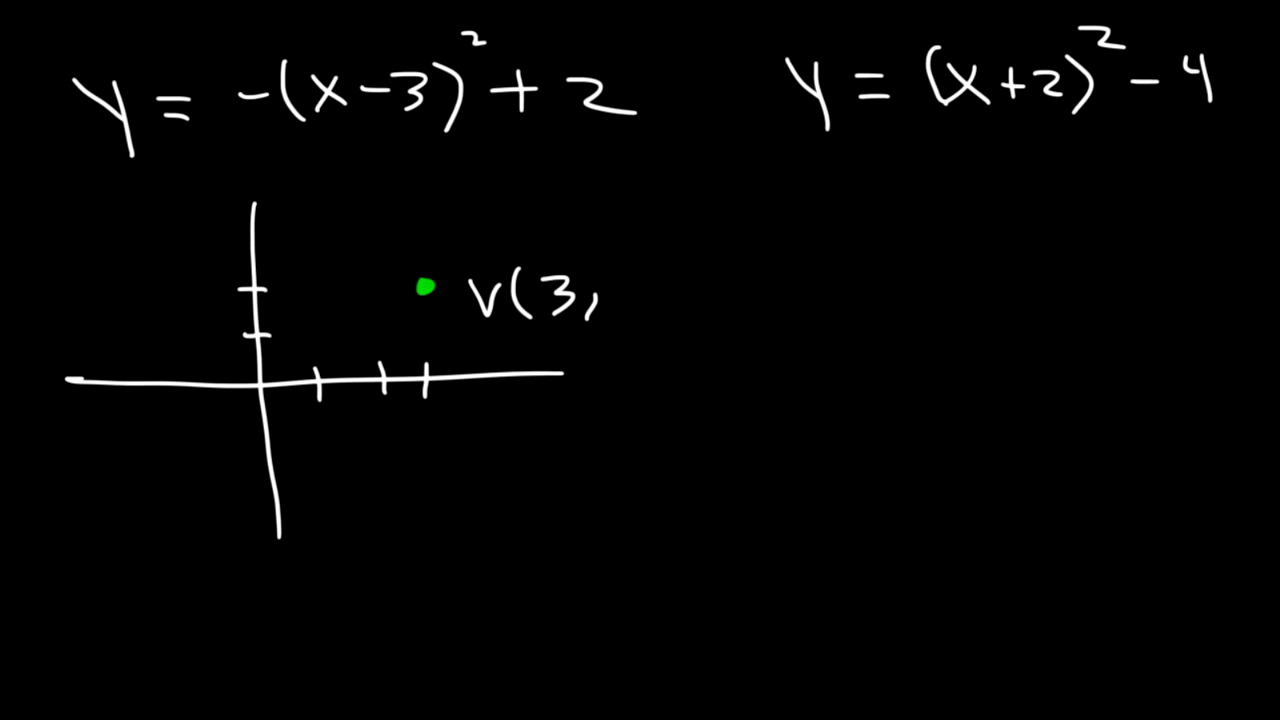 y = -(x-3)² + 2
y = (x+2)² - 4
v(3,